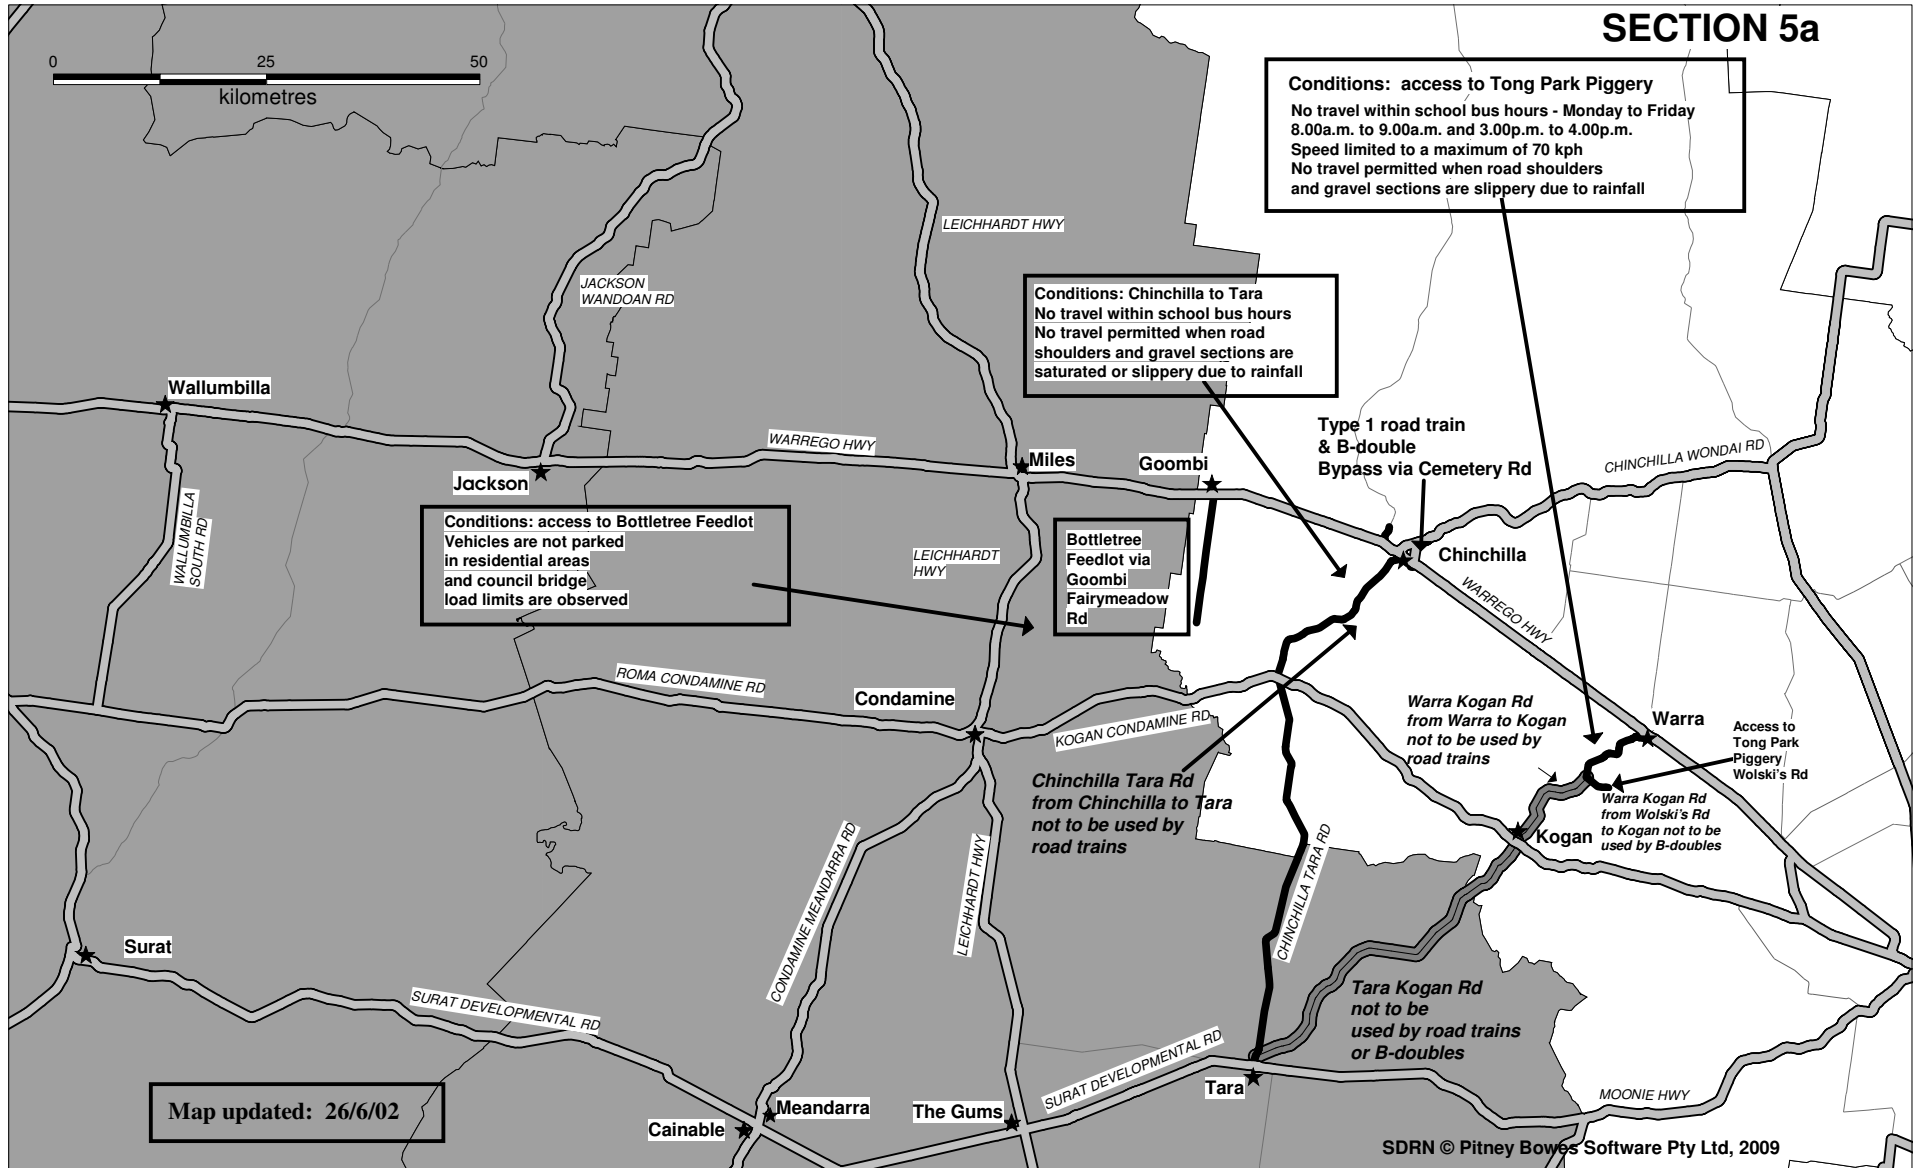 SECTION 5a
0 25 50
kilometres
Conditions: access to Tong Park Piggery
No travel within school bus hours - Monday to Friday
8.00a.m. to 9.00a.m. and 3.00p.m. to 4.00p.m.
Speed limited to a maximum of 70 kph
No travel permitted when road shoulders
and gravel sections are slippery due to rainfall
LEICHHARDT HWY
JACKSON
WANDOAN RD
Conditions: Chinchilla to Tara
No travel within school bus hours
No travel permitted when road
shoulders and gravel sections are
saturated or slippery due to rainfall
Wallumbilla
WARREGO HWY
Type 1 road train
& B-double
Bypass via Cemetery Rd
CHINCHILLA WONDAI RD
Jackson
Miles
Goombi
WALLUMBILLA
SOUTH RD
Conditions: access to Bottletree Feedlot
Vehicles are not parked
in residential areas
and council bridge
load limits are observed
LEICHHARDT
HWY
Bottletree
Feedlot via
Goombi
Fairymeadow
Rd
Chinchilla
WARREGO HWY
ROMA CONDAMINE RD
Condamine
KOGAN CONDAMINE RD
Warra Kogan Rd
from Warra to Kogan
not to be used by
road trains
Warra
Access to
Tong Park
Piggery
Wolski's Rd
Chinchilla Tara Rd
from Chinchilla to Tara
not to be used by
road trains
Warra Kogan Rd
from Wolski's Rd
to Kogan not to be
used by B-doubles
Kogan
CONDAMINE MEANDARRA RD
LEICHHARDT HWY
CHINCHILLA TARA RD
Surat
SURAT DEVELOPMENTAL RD
Tara Kogan Rd
not to be
used by road trains
or B-doubles
SURAT DEVELOPMENTAL RD
Tara
MOONIE HWY
Map updated: 26/6/02
Meandarra
Cainable
The Gums
SDRN © Pitney Bowes Software Pty Ltd, 2009